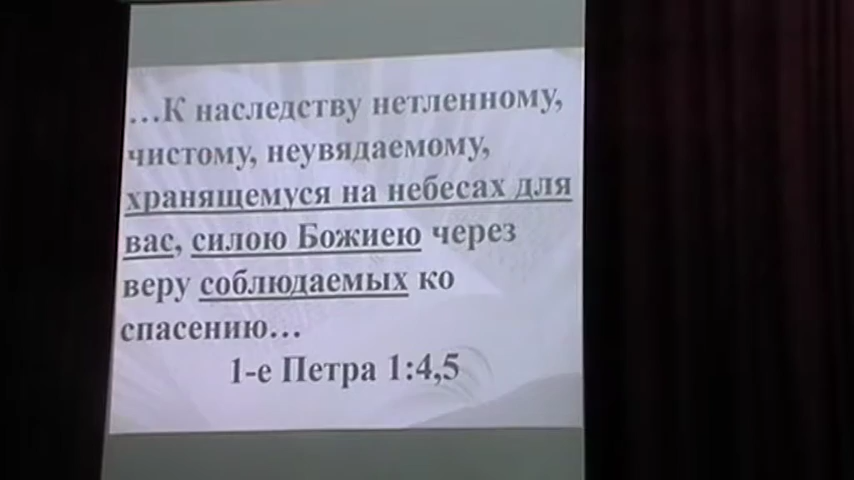 …К наследству нетленному,
чистому, неувядаемому,
хранящемуся на небесах для
вас, силою Божиею через
веру соблюдаемых ко
спасению…
1-е Петра 1:4,5